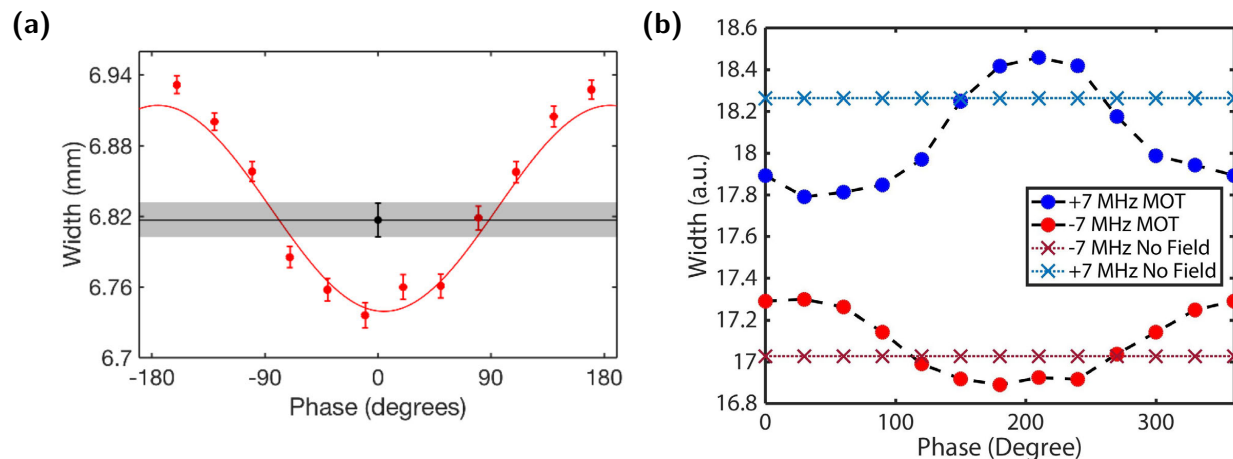 (a)
6.94
6.88
6.82
6.76
6.7
-180
-90
0
90
180
Width (mm)
Phase (degrees)
(b)
18.6
18.4
18.2
18
17.8
17.6
17.4
17.2
17
16.8
0
100
200
300
Width (a.u.)
Phase (Degree)
+7 MHz MOT
-7 MHz MOT
-7 MHz No Field
+7 MHz No Field